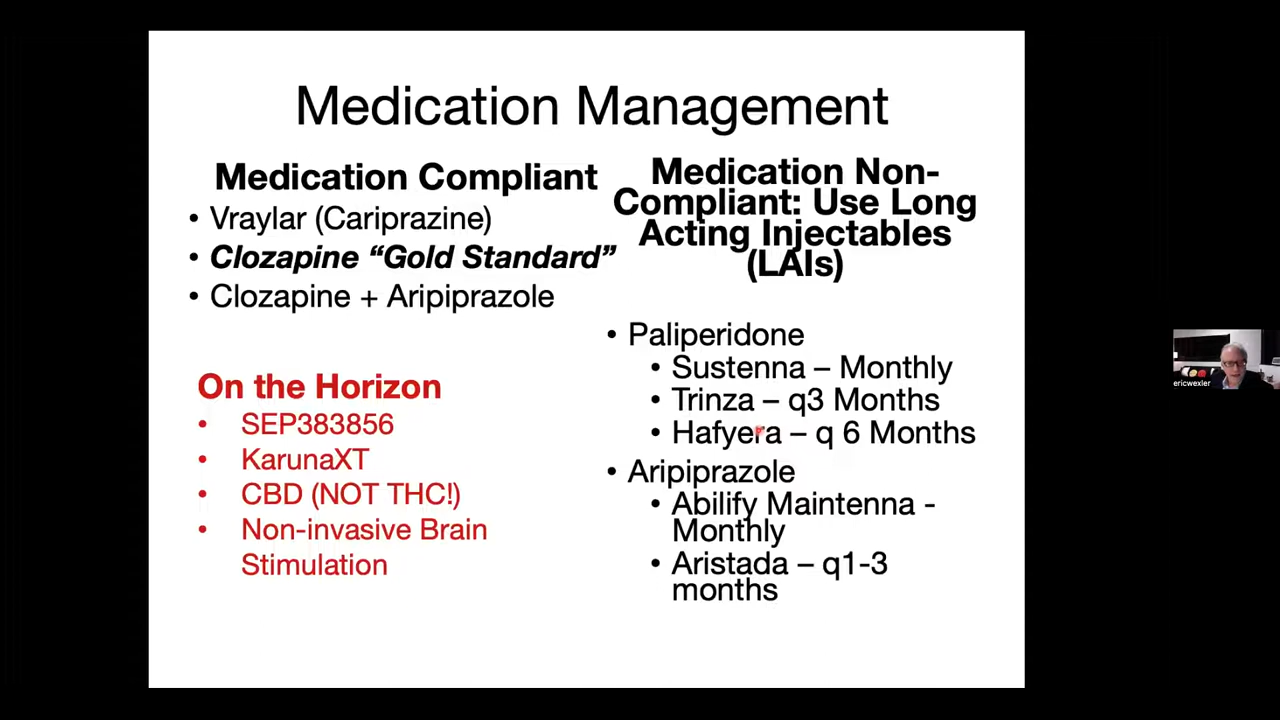 Medication Management
Medication Compliant
• Vraylar (Cariprazine)
• Clozapine “Gold Standard”
• Clozapine + Aripiprazole
On the Horizon
• SEP383856
• KarunaXT
• CBD (NOT THC!)
• Non-invasive Brain
Stimulation
Medication Non-
Compliant: Use Long
Acting Injectables
(LAIs)
• Paliperidone
• Sustenna – Monthly
• Trinza – q3 Months
• Hafyera – q 6 Months
• Aripiprazole
• Abilify Maintenna -
Monthly
• Aristada – q1-3
months
ericwexler